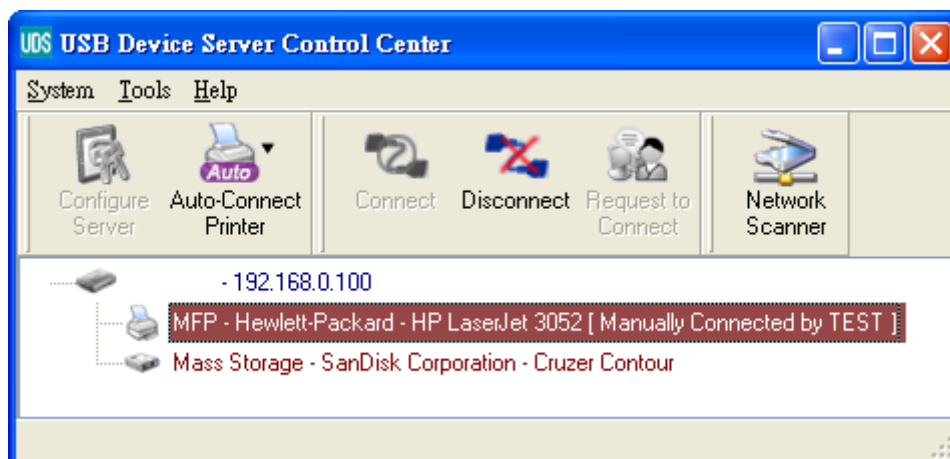 UDS USB Device Server Control Center
System Tools Help
Auto
Configure Server
Auto-Connect Printer
Connect
Disconnect
Request to Connect
Network Scanner
- 192.168.0.100
MFP - Hewlett-Packard - HP LaserJet 3052 [ Manually Connected by TEST ]
Mass Storage - SanDisk Corporation - Cruzer Contour